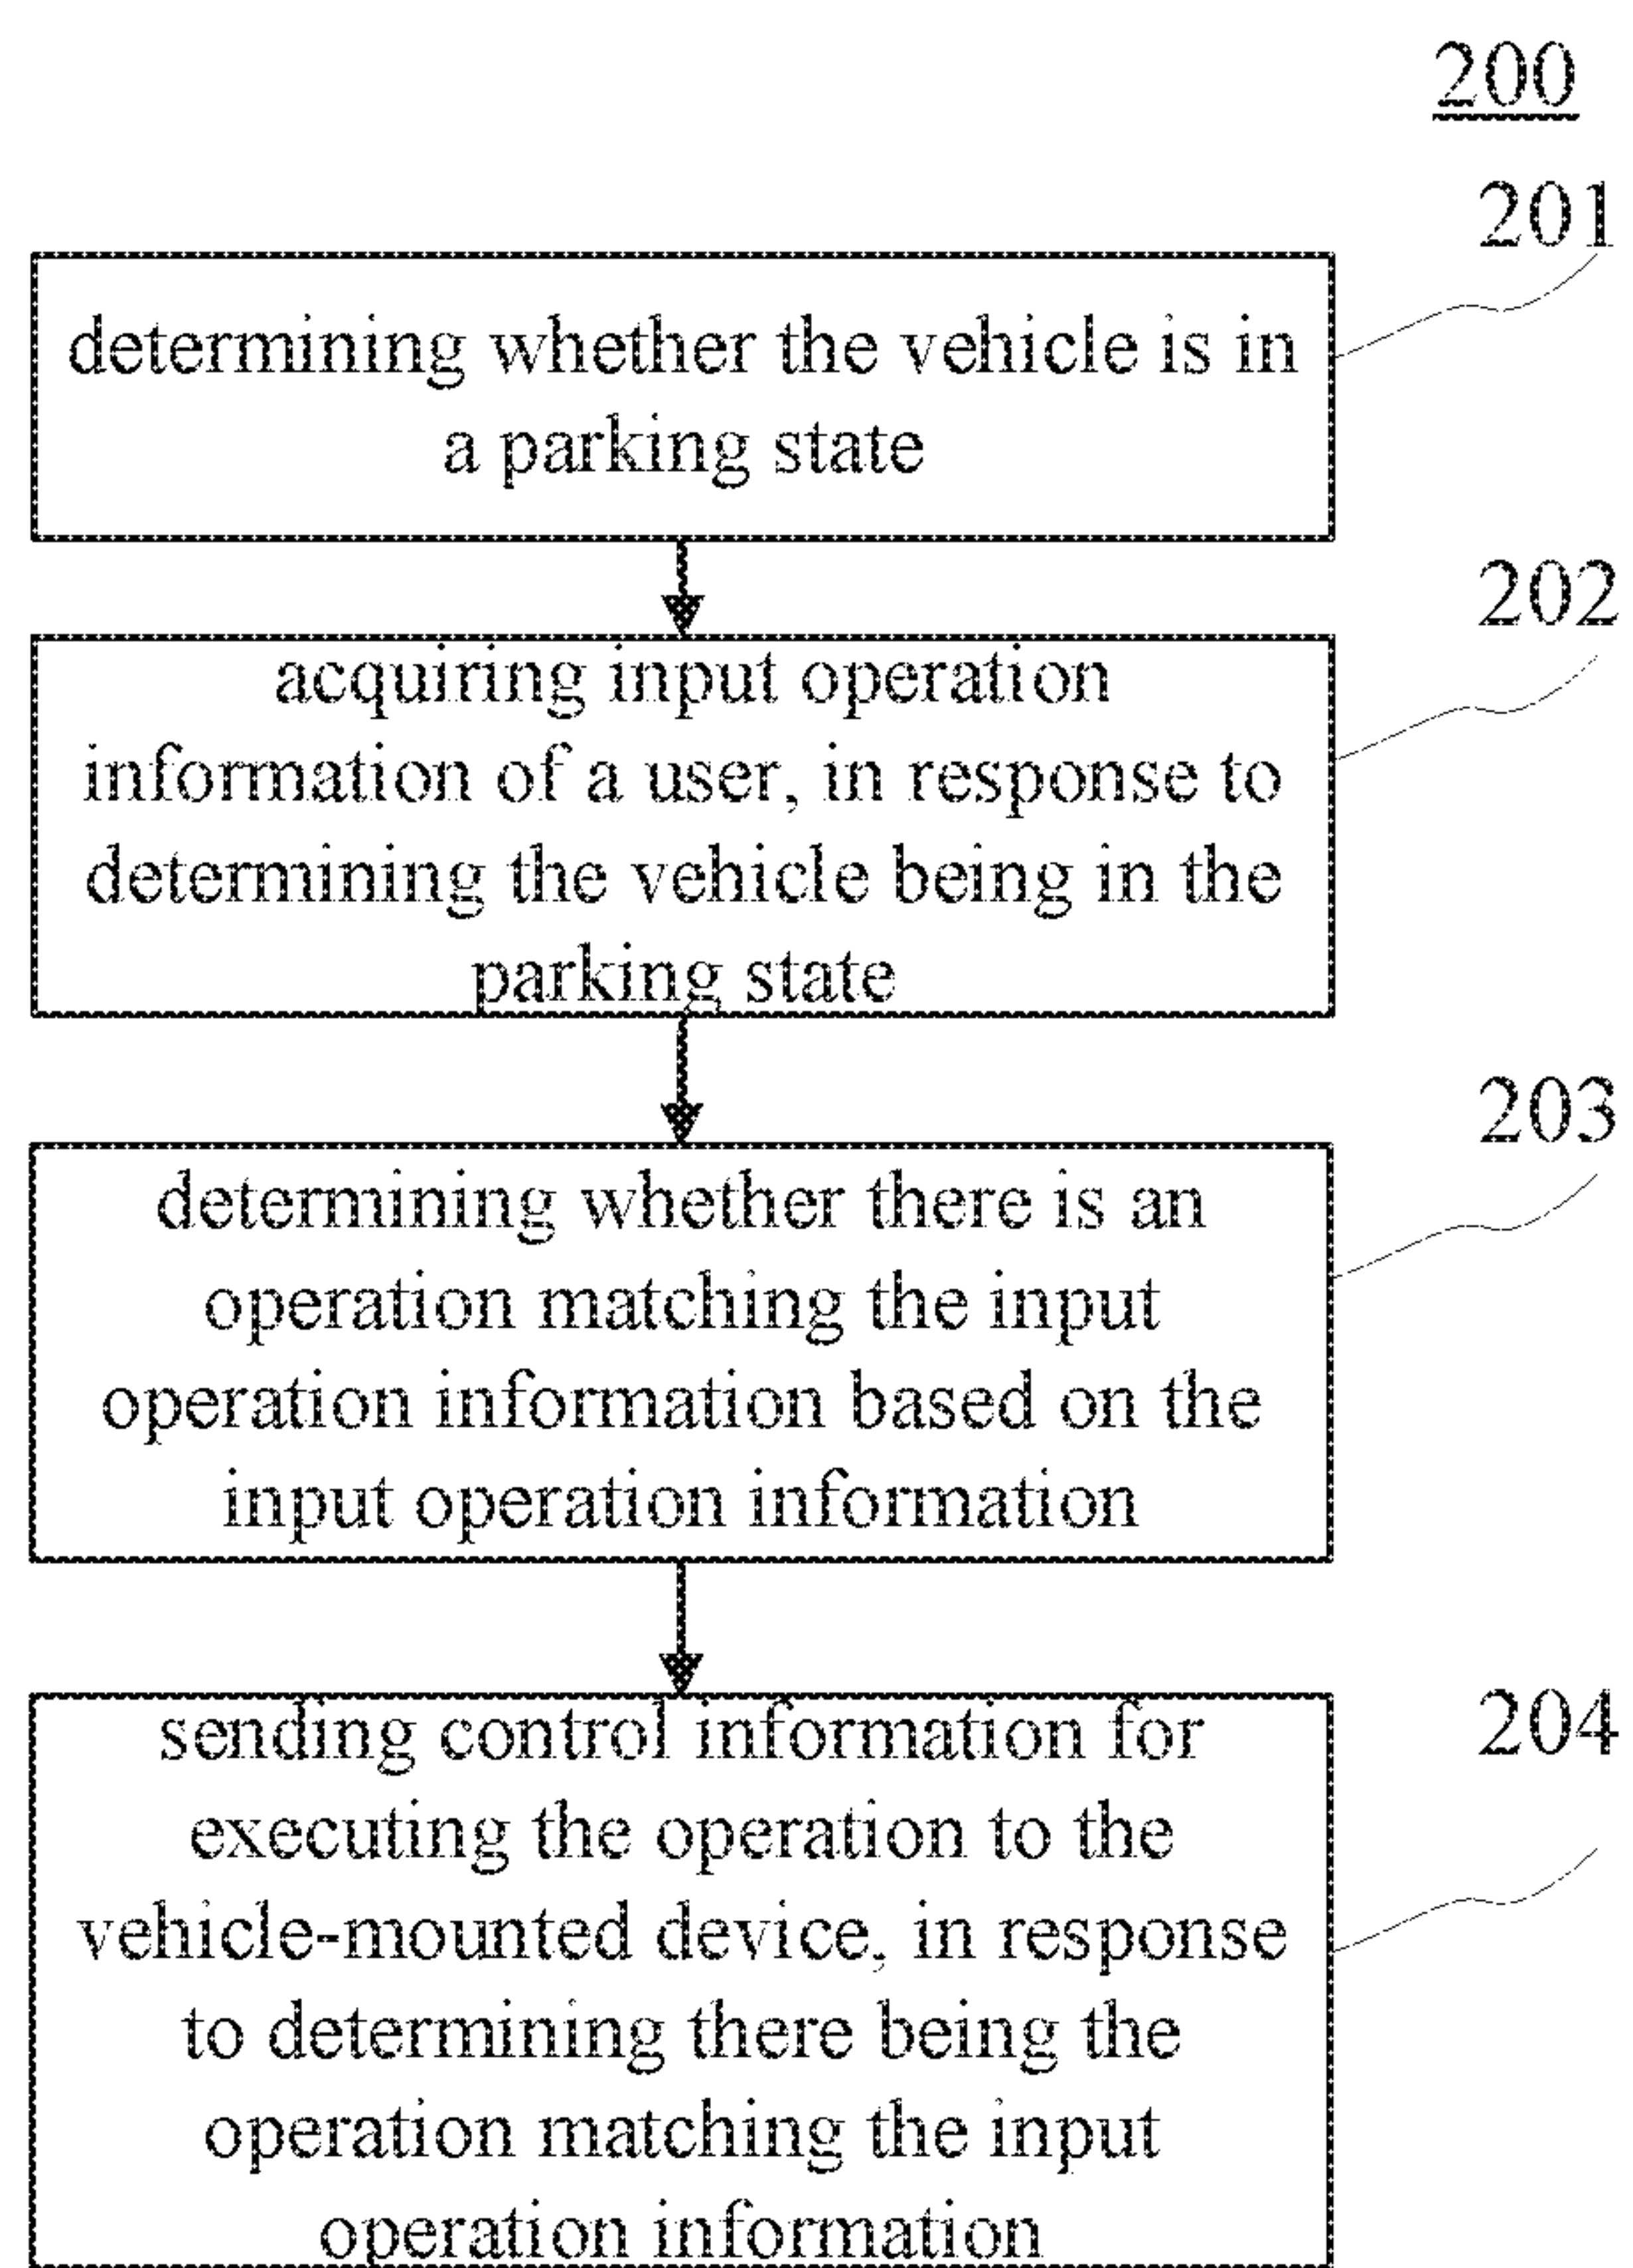 200
201
determining whether the vehicle is in
a parking state
202
acquiring input operation
information of a user, in response to
determining the vehicle being in the
parking state
203
determining whether there is an
operation matching the input
operation information based on the
input operation information
204
sending control information for
executing the operation to the
vehicle-mounted device, in response
to determining there being the
operation matching the input
operation information